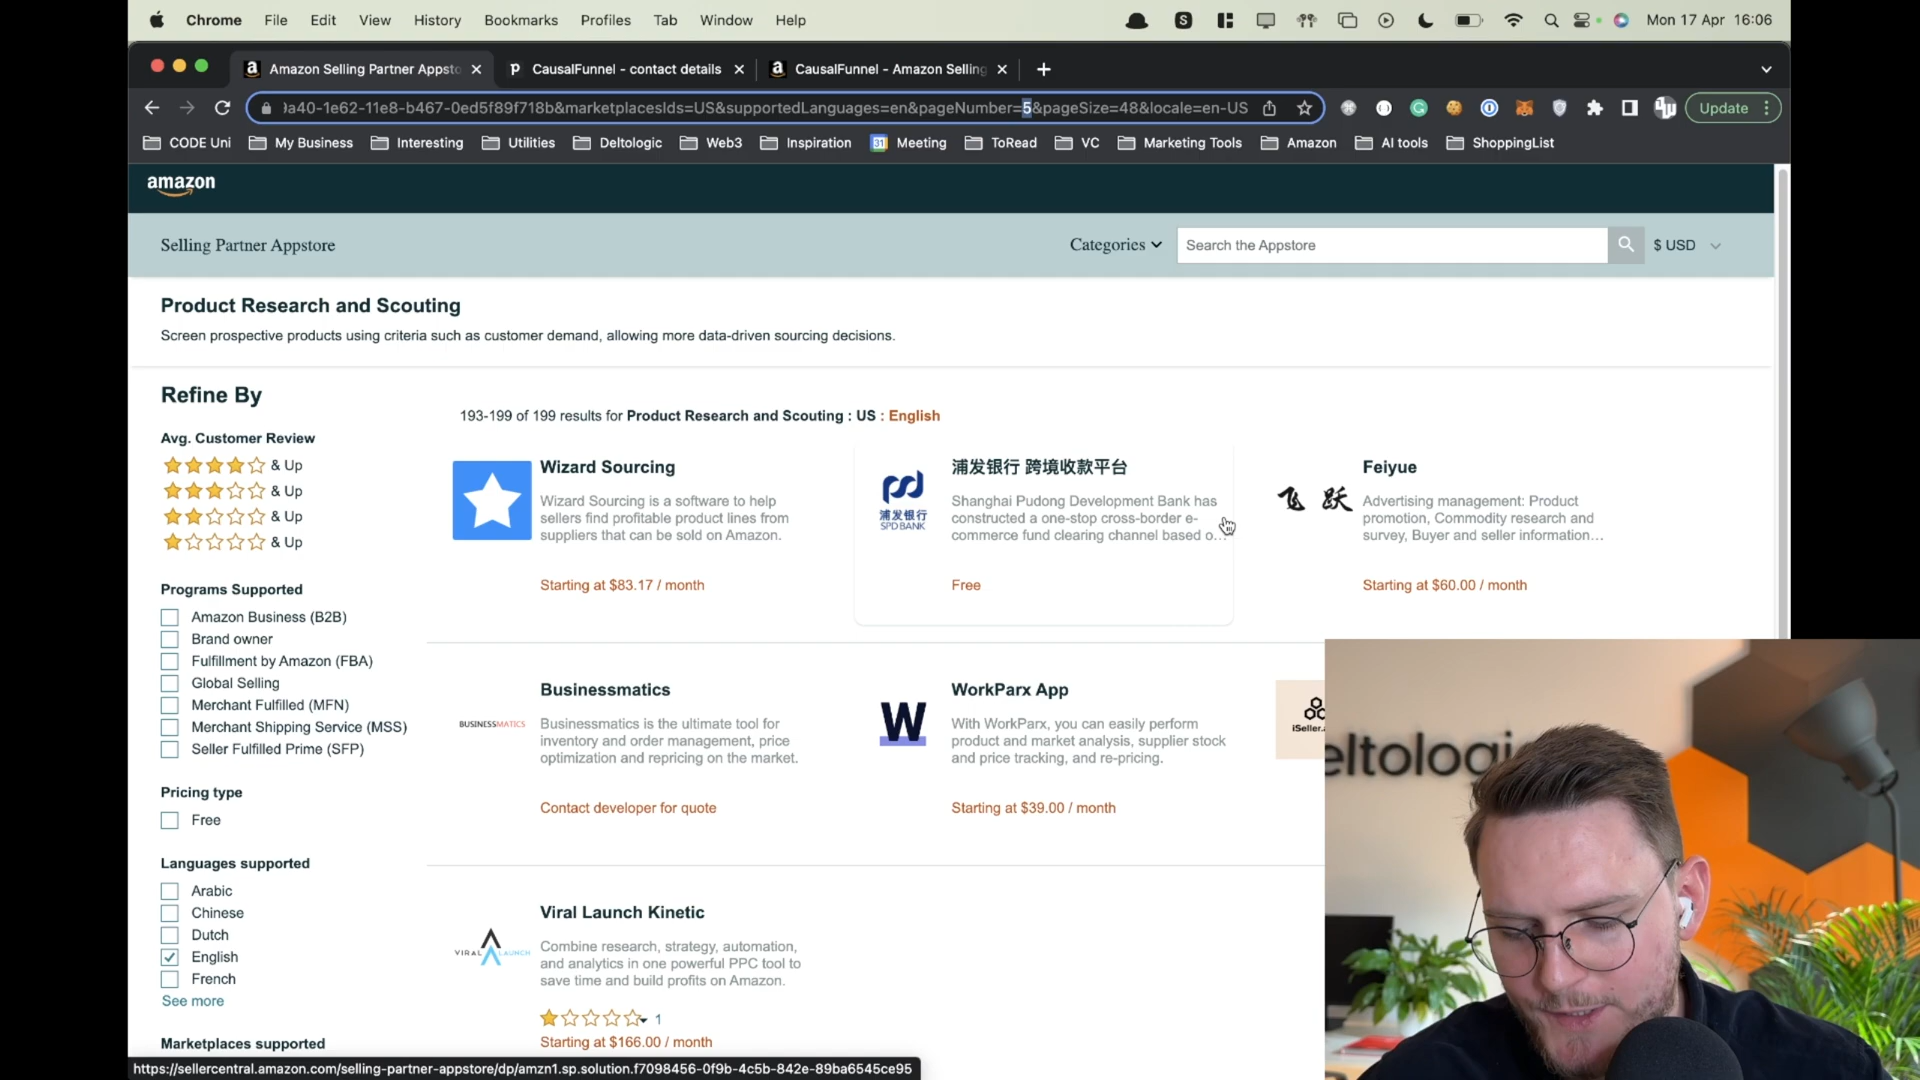 Chrome File Edit View History Bookmarks Profiles Tab Window Help
S
Mon 17 Apr 16:06
a Amazon Selling Partner Appsto
p CausalFunnel - contact details
a CausalFunnel - Amazon Selling
a40-1e62-11e8-b467-0ed5f89f718b&marketplacesIds=US&supportedLanguages=en&pageNumber=5&pageSize=48&locale=en-US
Update
CODE Uni My Business Interesting Utilities Deltologic Web3 Inspiration 31 Meeting ToRead VC Marketing Tools Amazon AI tools ShoppingList
amazon
Selling Partner Appstore
Categories
Search the Appstore
$ USD
Product Research and Scouting
Screen prospective products using criteria such as customer demand, allowing more data-driven sourcing decisions.
Refine By
Avg. Customer Review
& Up
& Up
& Up
& Up
Programs Supported
Amazon Business (B2B)
Brand owner
Fulfillment by Amazon (FBA)
Global Selling
Merchant Fulfilled (MFN)
Merchant Shipping Service (MSS)
Seller Fulfilled Prime (SFP)
Pricing type
Free
Languages supported
Arabic
Chinese
Dutch
English
French
See more
Marketplaces supported
193-199 of 199 results for Product Research and Scouting : US : English
Wizard Sourcing
Wizard Sourcing is a software to help
sellers find profitable product lines from
suppliers that can be sold on Amazon.
Starting at $83.17 / month
浦发银行
SPD BANK
浦发银行 跨境收款平台
Shanghai Pudong Development Bank has
constructed a one-stop cross-border e-
commerce fund clearing channel based o...
Free
飞 跃
Feiyue
Advertising management: Product
promotion, Commodity research and
survey, Buyer and seller information...
Starting at $60.00 / month
BUSINESSMATICS
Businessmatics
Businessmatics is the ultimate tool for
inventory and order management, price
optimization and repricing on the market.
Contact developer for quote
W
WorkParx App
With WorkParx, you can easily perform
product and market analysis, supplier stock
and price tracking, and re-pricing.
Starting at $39.00 / month
iSeller.a
VIRAL LAUNCH
Viral Launch Kinetic
Combine research, strategy, automation,
and analytics in one powerful PPC tool to
save time and build profits on Amazon.
1
Starting at $166.00 / month
eltologi
https://sellercentral.amazon.com/selling-partner-appstore/dp/amzn1.sp.solution.f7098456-0f9b-4c5b-842e-89ba6545ce95